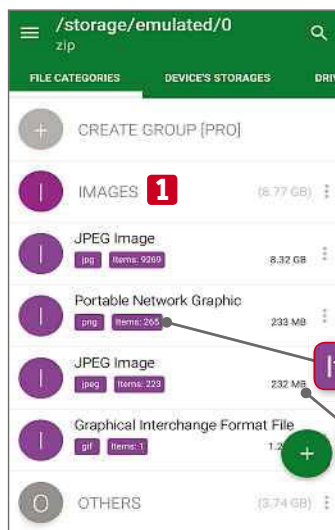 /storage/emulated/0
zip
FILE CATEGORIES DEVICE'S STORAGES
+ CREATE GROUP [PRO]
I IMAGES 1 (8.77 GB)
JPEG Image
I jpg Items: 9269 8.32 GB
Portable Network Graphic
I png Items: 265 233 MB
JPEG Image
I jpeg Items: 223 232 MB
Graphical Interchange Format File
I gif Items: 1
+
O OTHERS (3.74 GB)